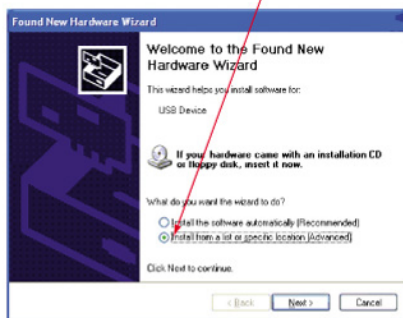 Found New Hardware Wizard
Welcome to the Found New
Hardware Wizard
This wizard helps you install software for:
USB Device
If your hardware came with an installation CD
or floppy disk, insert it now.
What do you want the wizard to do?
Install the software automatically (Recommended)
Install from a list or specific location (Advanced)
Click Next to continue.
< Back
Next >
Cancel